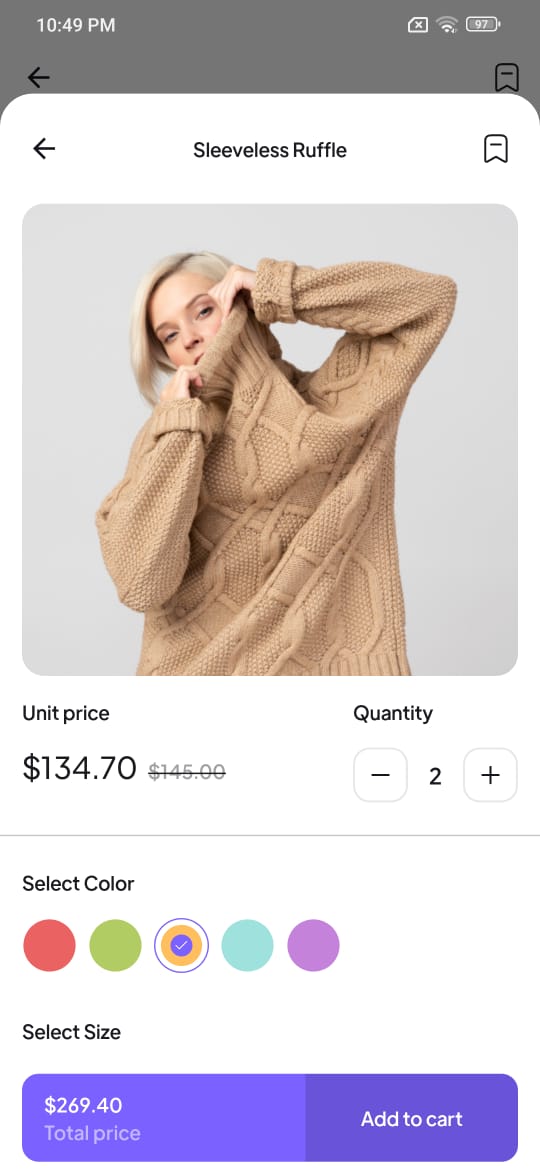 10:49 PM
97
Sleeveless Ruffle
Unit price
Quantity
$134.70 $145.00
2
Select Color
Select Size
$269.40
Total price
Add to cart